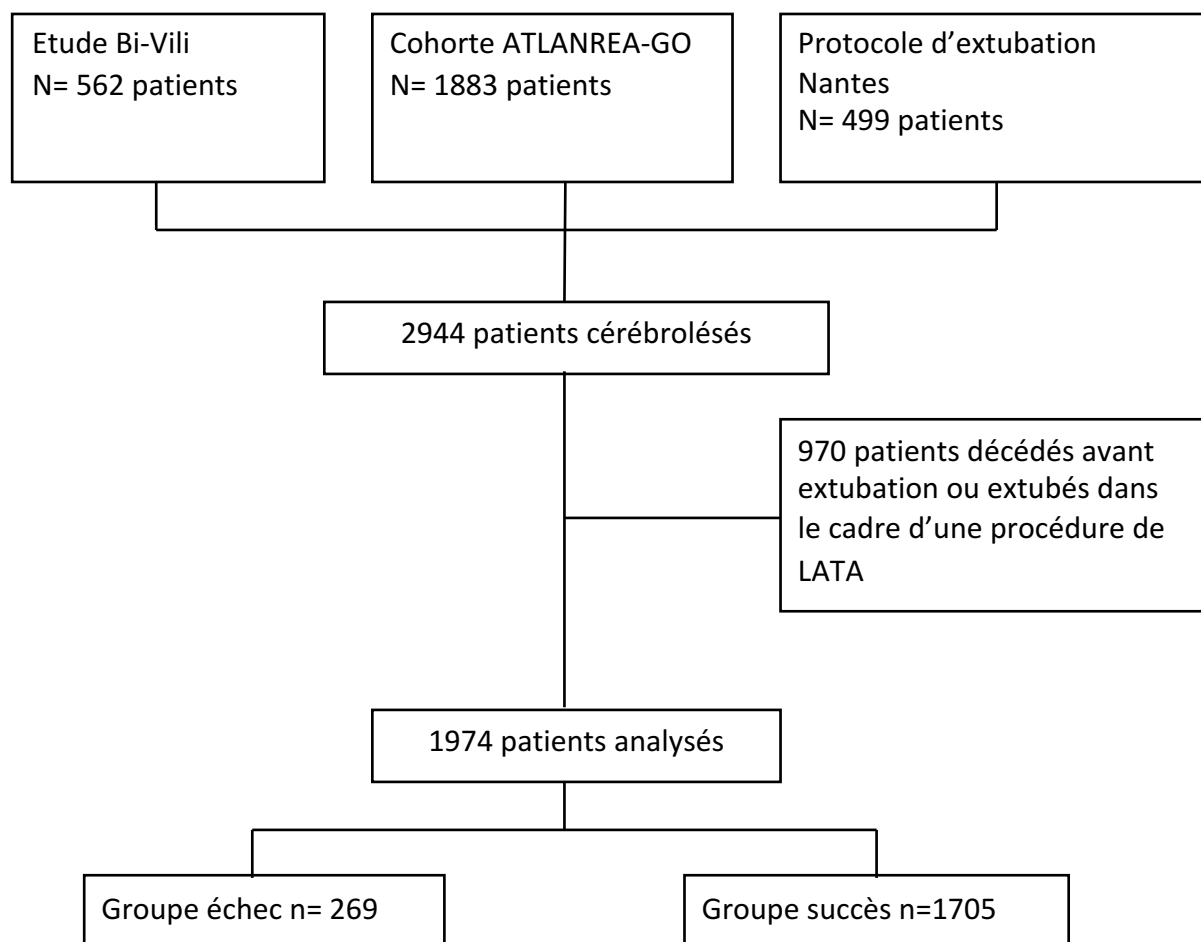 Etude Bi-Vili
N= 562 patients
Cohorte ATLANREA-GO
N= 1883 patients
Protocole d’extubation
Nantes
N= 499 patients
2944 patients cérébrolésés
970 patients décédés avant
extubation ou extubés dans
le cadre d’une procédure de
LATA
1974 patients analysés
Groupe échec n= 269
Groupe succès n=1705